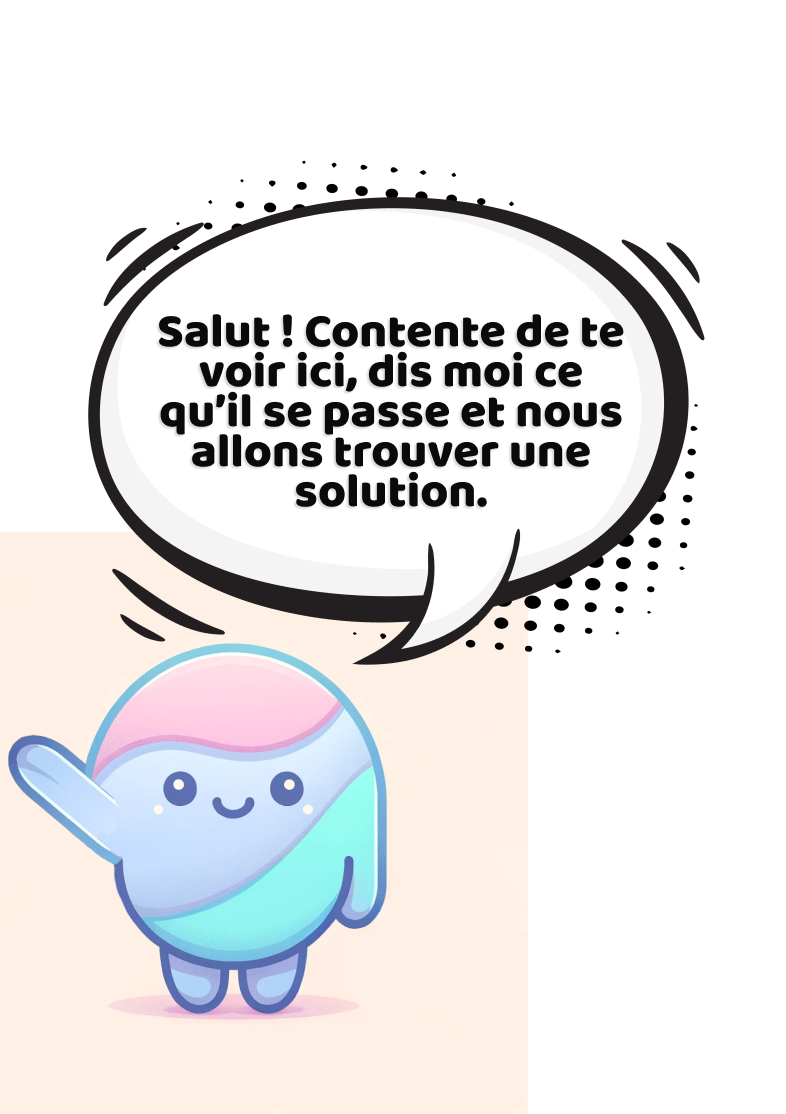 Salut ! Contente de te
voir ici, dis moi ce
qu’il se passe et nous
allons trouver une
solution.